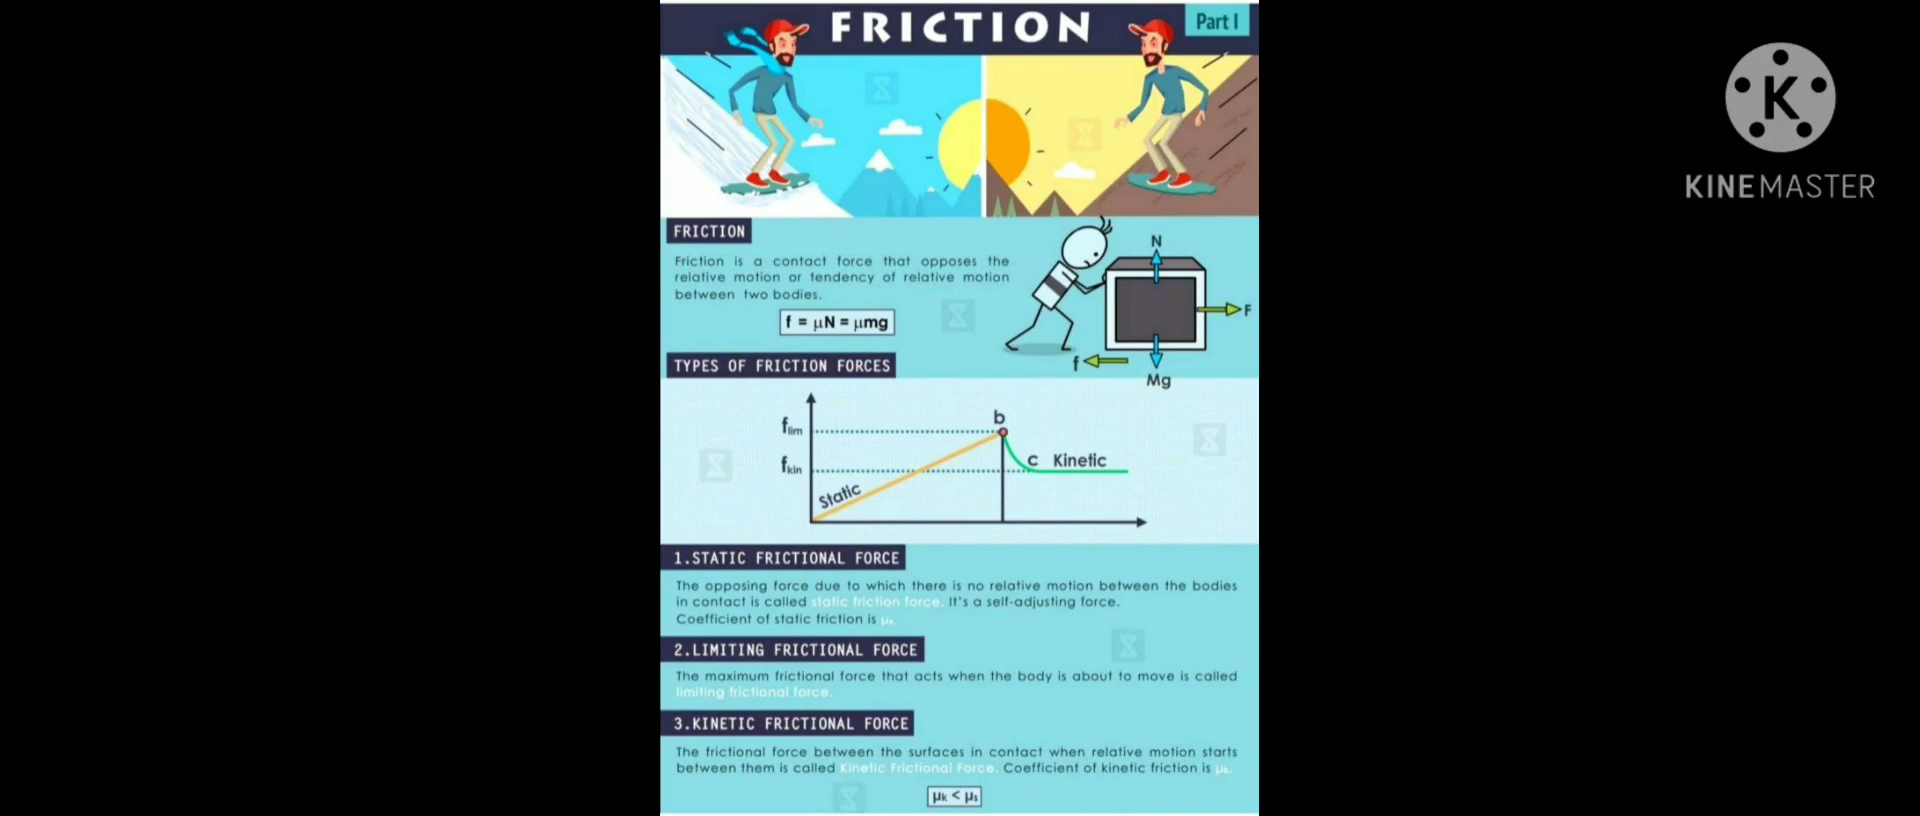 FRICTION
Part I
KINEMASTER
FRICTION
Friction is a contact force that opposes the
relative motion or tendency of relative motion
between two bodies.
f = μN = μmg
N
F
f
Mg
TYPES OF FRICTION FORCES
b
flim
fkin
c Kinetic
Static
1.STATIC FRICTIONAL FORCE
The opposing force due to which there is no relative motion between the bodies
in contact is called static friction force. It's a self-adjusting force.
Coefficient of static friction is μs.
2.LIMITING FRICTIONAL FORCE
The maximum frictional force that acts when the body is about to move is called
limiting frictional force.
3.KINETIC FRICTIONAL FORCE
The frictional force between the surfaces in contact when relative motion starts
between them is called Kinetic Frictional Force. Coefficient of kinetic friction is μk.
μk < μs